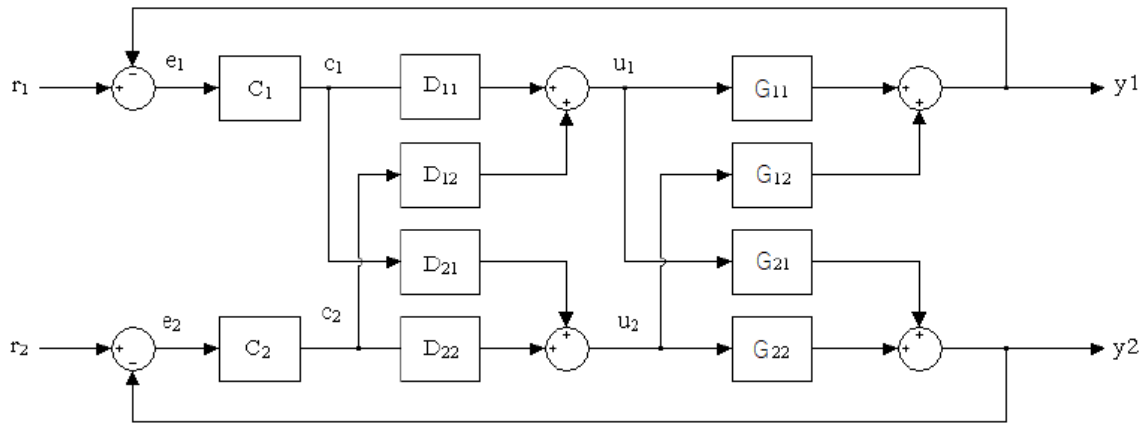 e₁ c₁ u₁
r₁ + − C₁ D₁₁ + + G₁₁ + + y1
D₁₂ G₁₂
D₂₁ G₂₁
e₂ c₂ u₂
r₂ + − C₂ D₂₂ + + G₂₂ + + y2